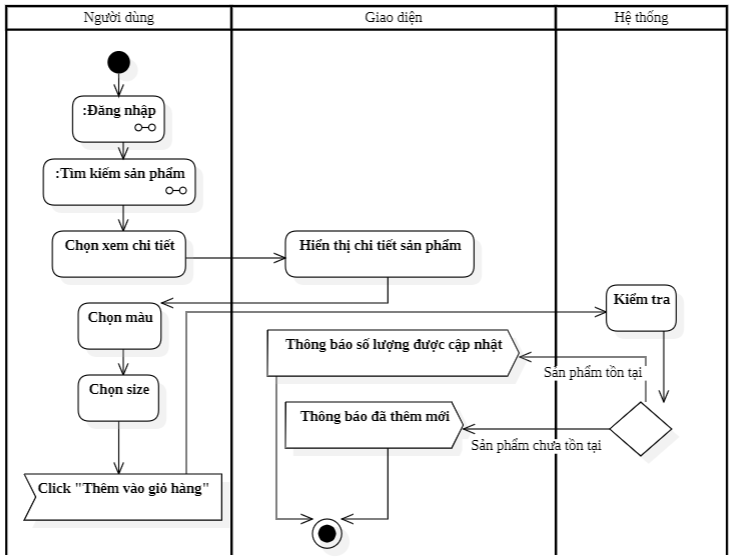 Người dùng
Giao diện
Hệ thống
:Đăng nhập
:Tìm kiếm sản phẩm
Chọn xem chi tiết
Hiển thị chi tiết sản phẩm
Chọn màu
Kiểm tra
Thông báo số lượng được cập nhật
Sản phẩm tồn tại
Chọn size
Thông báo đã thêm mới
Sản phẩm chưa tồn tại
Click "Thêm vào giỏ hàng"